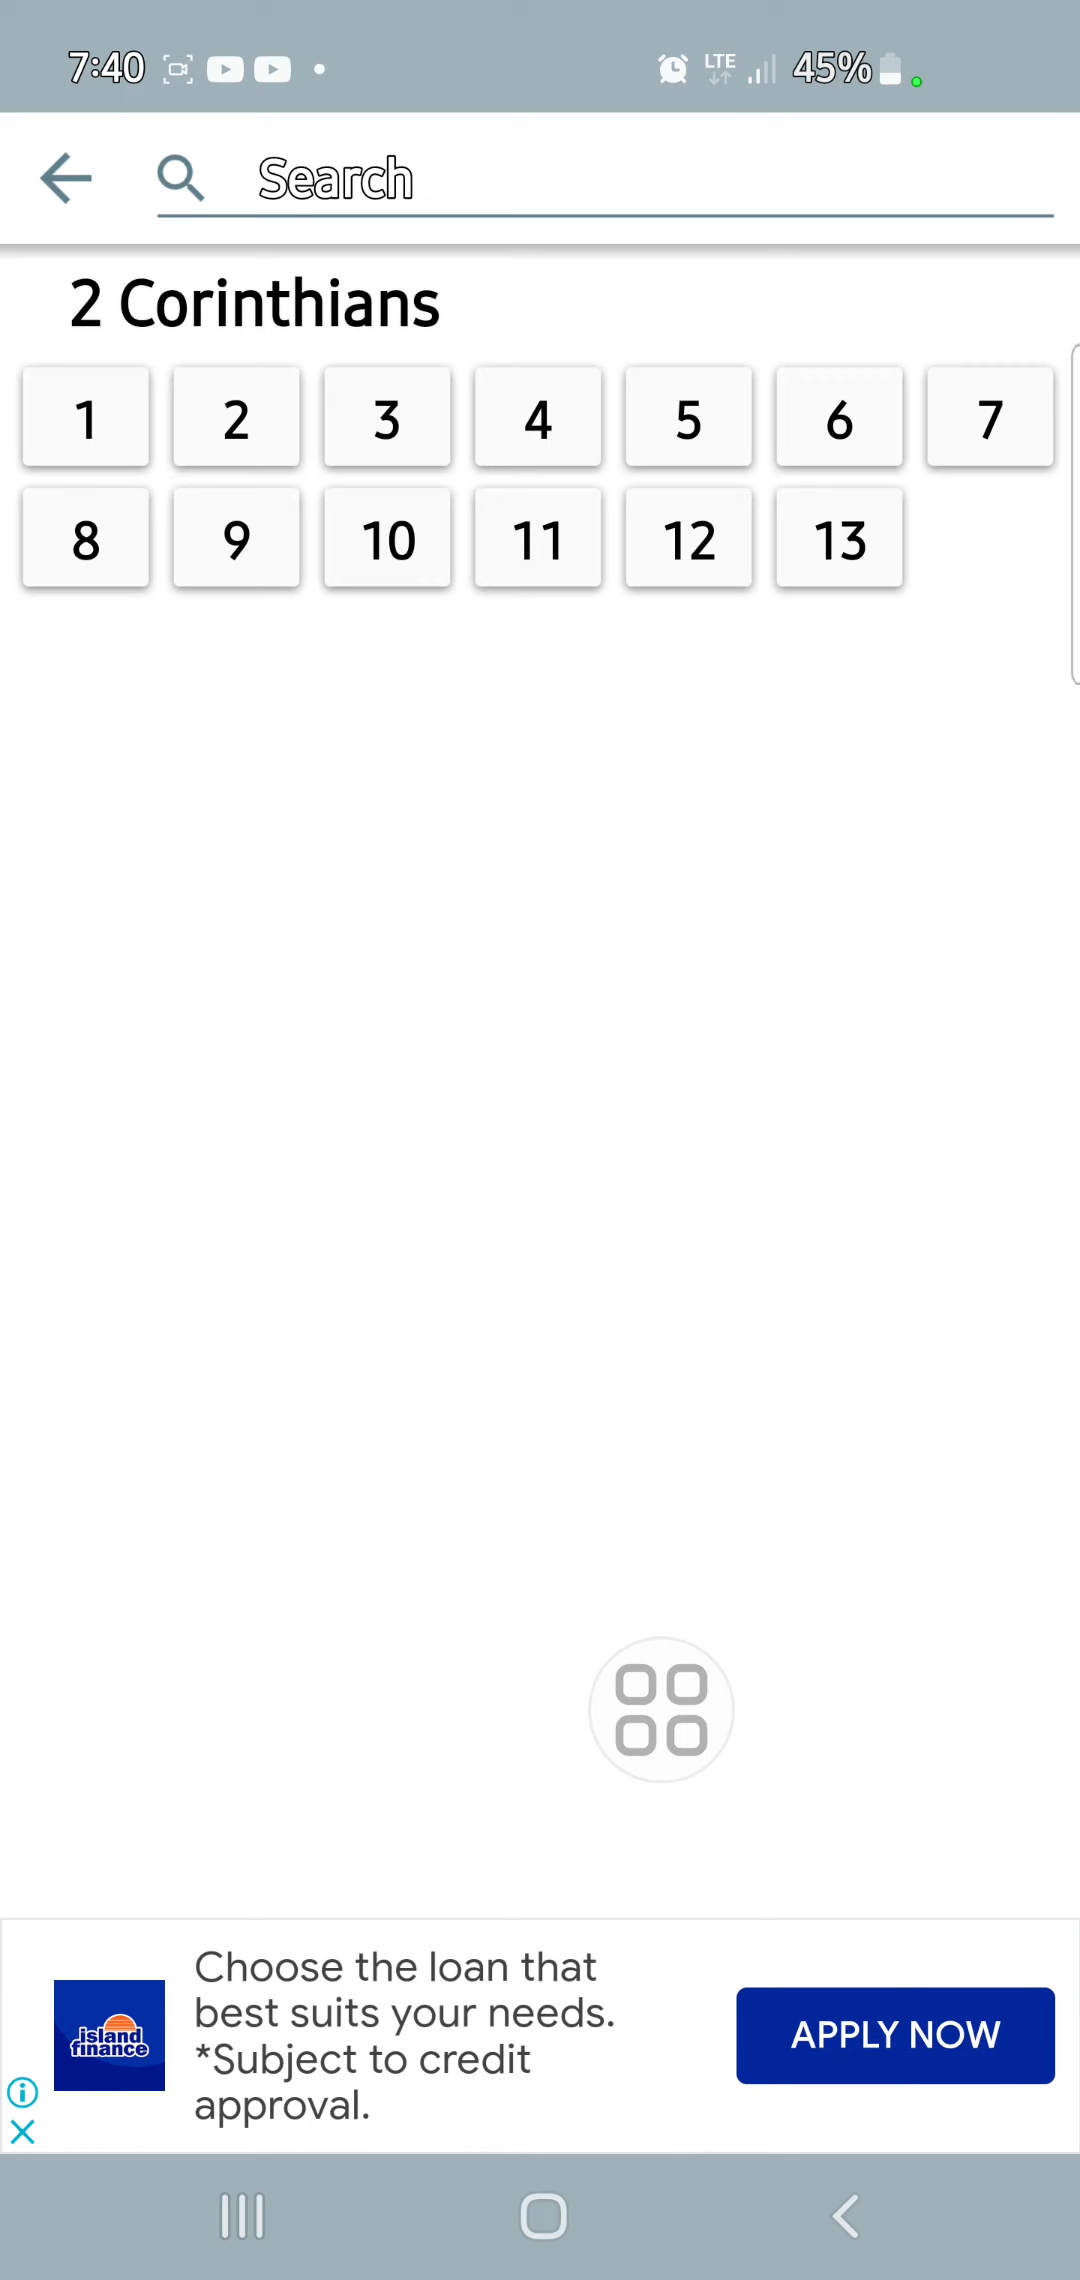 7:40 LTE 45%
Search
2 Corinthians
1 2 3 4 5 6 7
8 9 10 11 12 13
island
finance
Choose the loan that
best suits your needs.
*Subject to credit
approval.
APPLY NOW